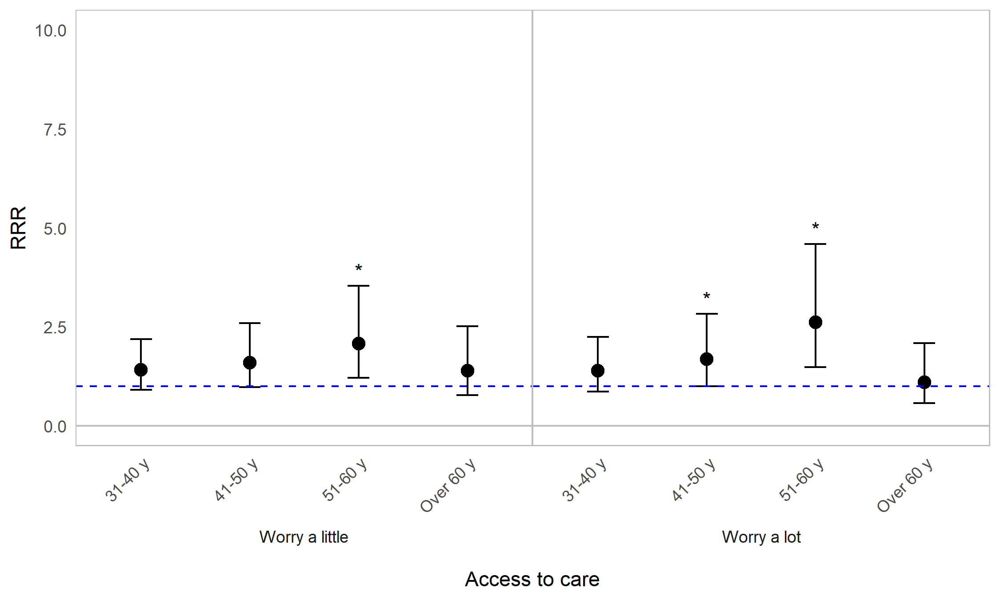 10.0
7.5
5.0
2.5
0.0
RRR
*
*
*
31-40 y
41-50 y
51-60 y
Over 60 y
31-40 y
41-50 y
51-60 y
Over 60 y
Worry a little
Worry a lot
Access to care